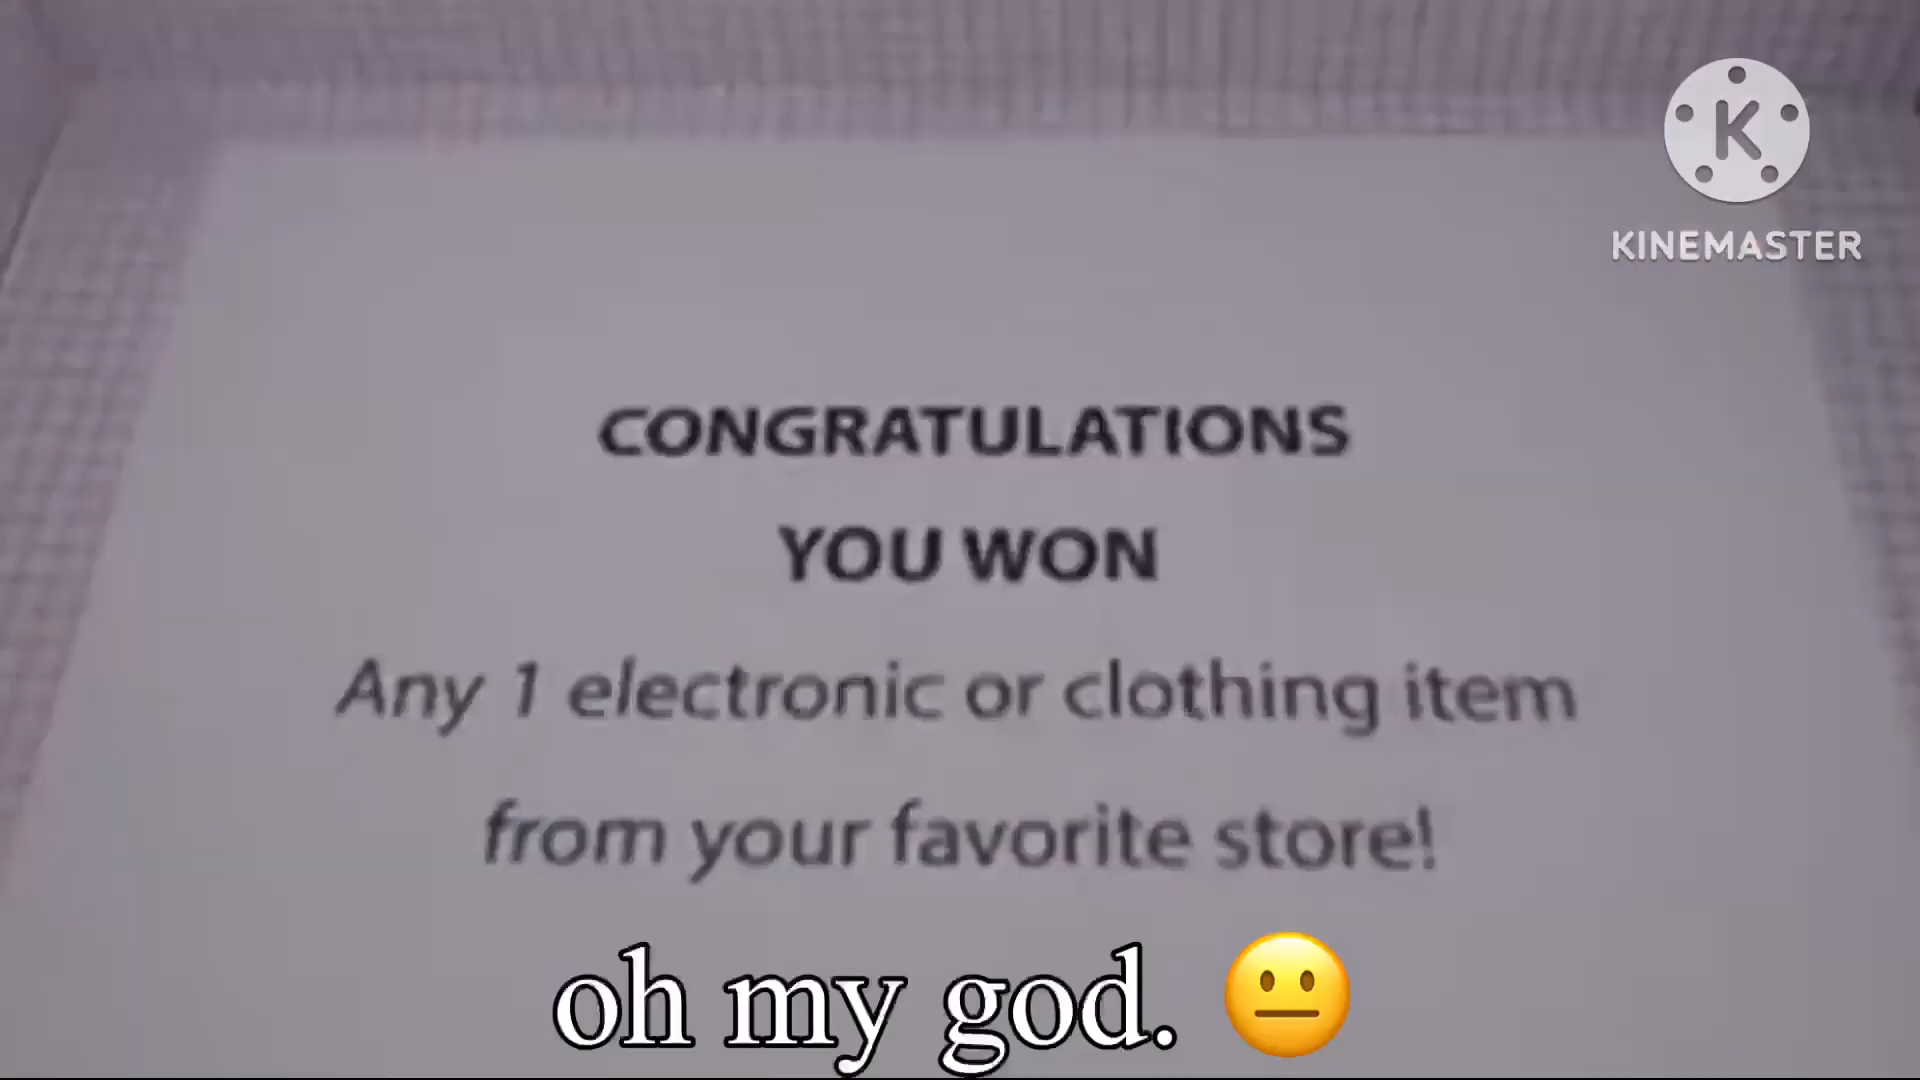 K
KINEMASTER
CONGRATULATIONS
YOU WON
Any 1 electronic or clothing item
from your favorite store!
oh my god. 😐